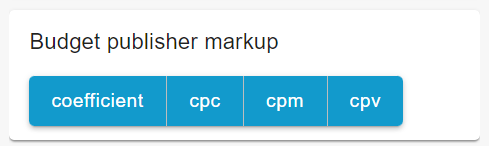 Budget publisher markup
coefficient cpc cpm cpv